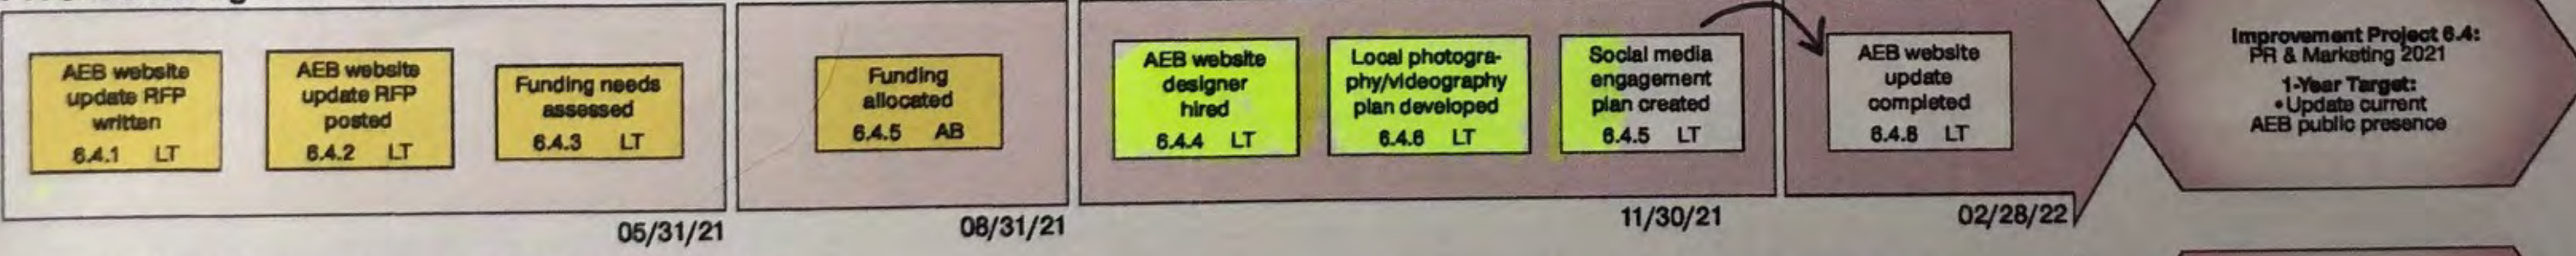 AEB website
update RFP
written
6.4.1 LT
AEB website
update RFP
posted
6.4.2 LT
Funding needs
assessed
6.4.3 LT
05/31/21
Funding
allocated
6.4.5 AB
08/31/21
AEB website
designer
hired
6.4.4 LT
Local photogra-
phy/videography
plan developed
6.4.6 LT
Social media
engagement
plan created
6.4.5 LT
11/30/21
AEB website
update
completed
6.4.8 LT
02/28/22
Improvement Project 6.4:
PR & Marketing 2021
1-Year Target:
•Update current
AEB public presence